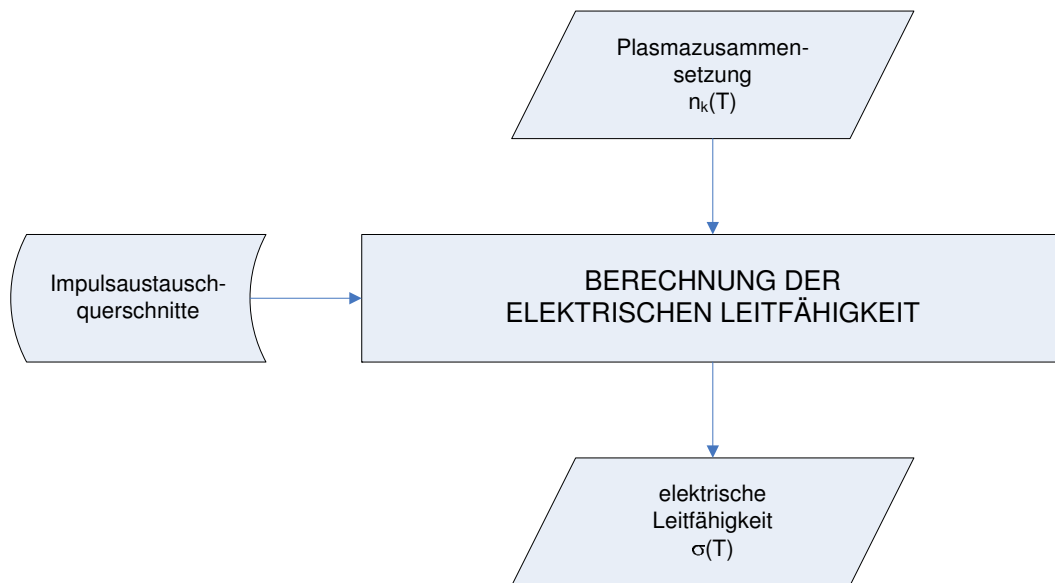 Plasmazusammen-
setzung
nₖ(T)
Impulsaustausch-
querschnitte
BERECHNUNG DER
ELEKTRISCHEN LEITFÄHIGKEIT
elektrische
Leitfähigkeit
σ(T)